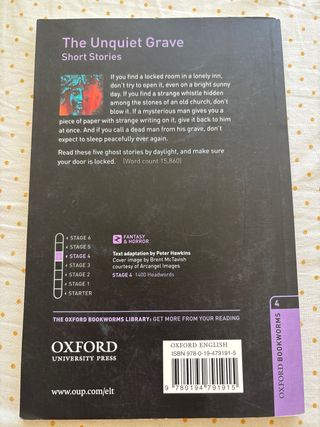 The Unquiet Grave
Short Stories
If you find a locked room in a lonely inn,
don't try to open it, even on a bright sunny
day. If you find a strange whistle hidden
among the stones of an old church, don't
blow it. If a mysterious man gives you a
piece of paper with strange writing on it, give it back to him
at once. And if you call a dead man from his grave, don't
expect to sleep peacefully ever again.
Read these five ghost stories by daylight, and make sure
your door is locked. [Word count 15,860]
STAGE 6
STAGE 5
STAGE 4
STAGE 3
STAGE 2
STAGE 1
STARTER
FANTASY
& HORROR
Text adaptation by Peter Hawkins
Cover image by Brent McTavish
courtesy of Arcangel Images
STAGE 4 1400 Headwords
4
OXFORD BOOKWORMS
THE OXFORD BOOKWORMS LIBRARY: GET MORE FROM YOUR READING
OXFORD
UNIVERSITY PRESS
www.oup.com/elt
OXFORD ENGLISH
ISBN 978-0-19-479191-5
9 780194 791915